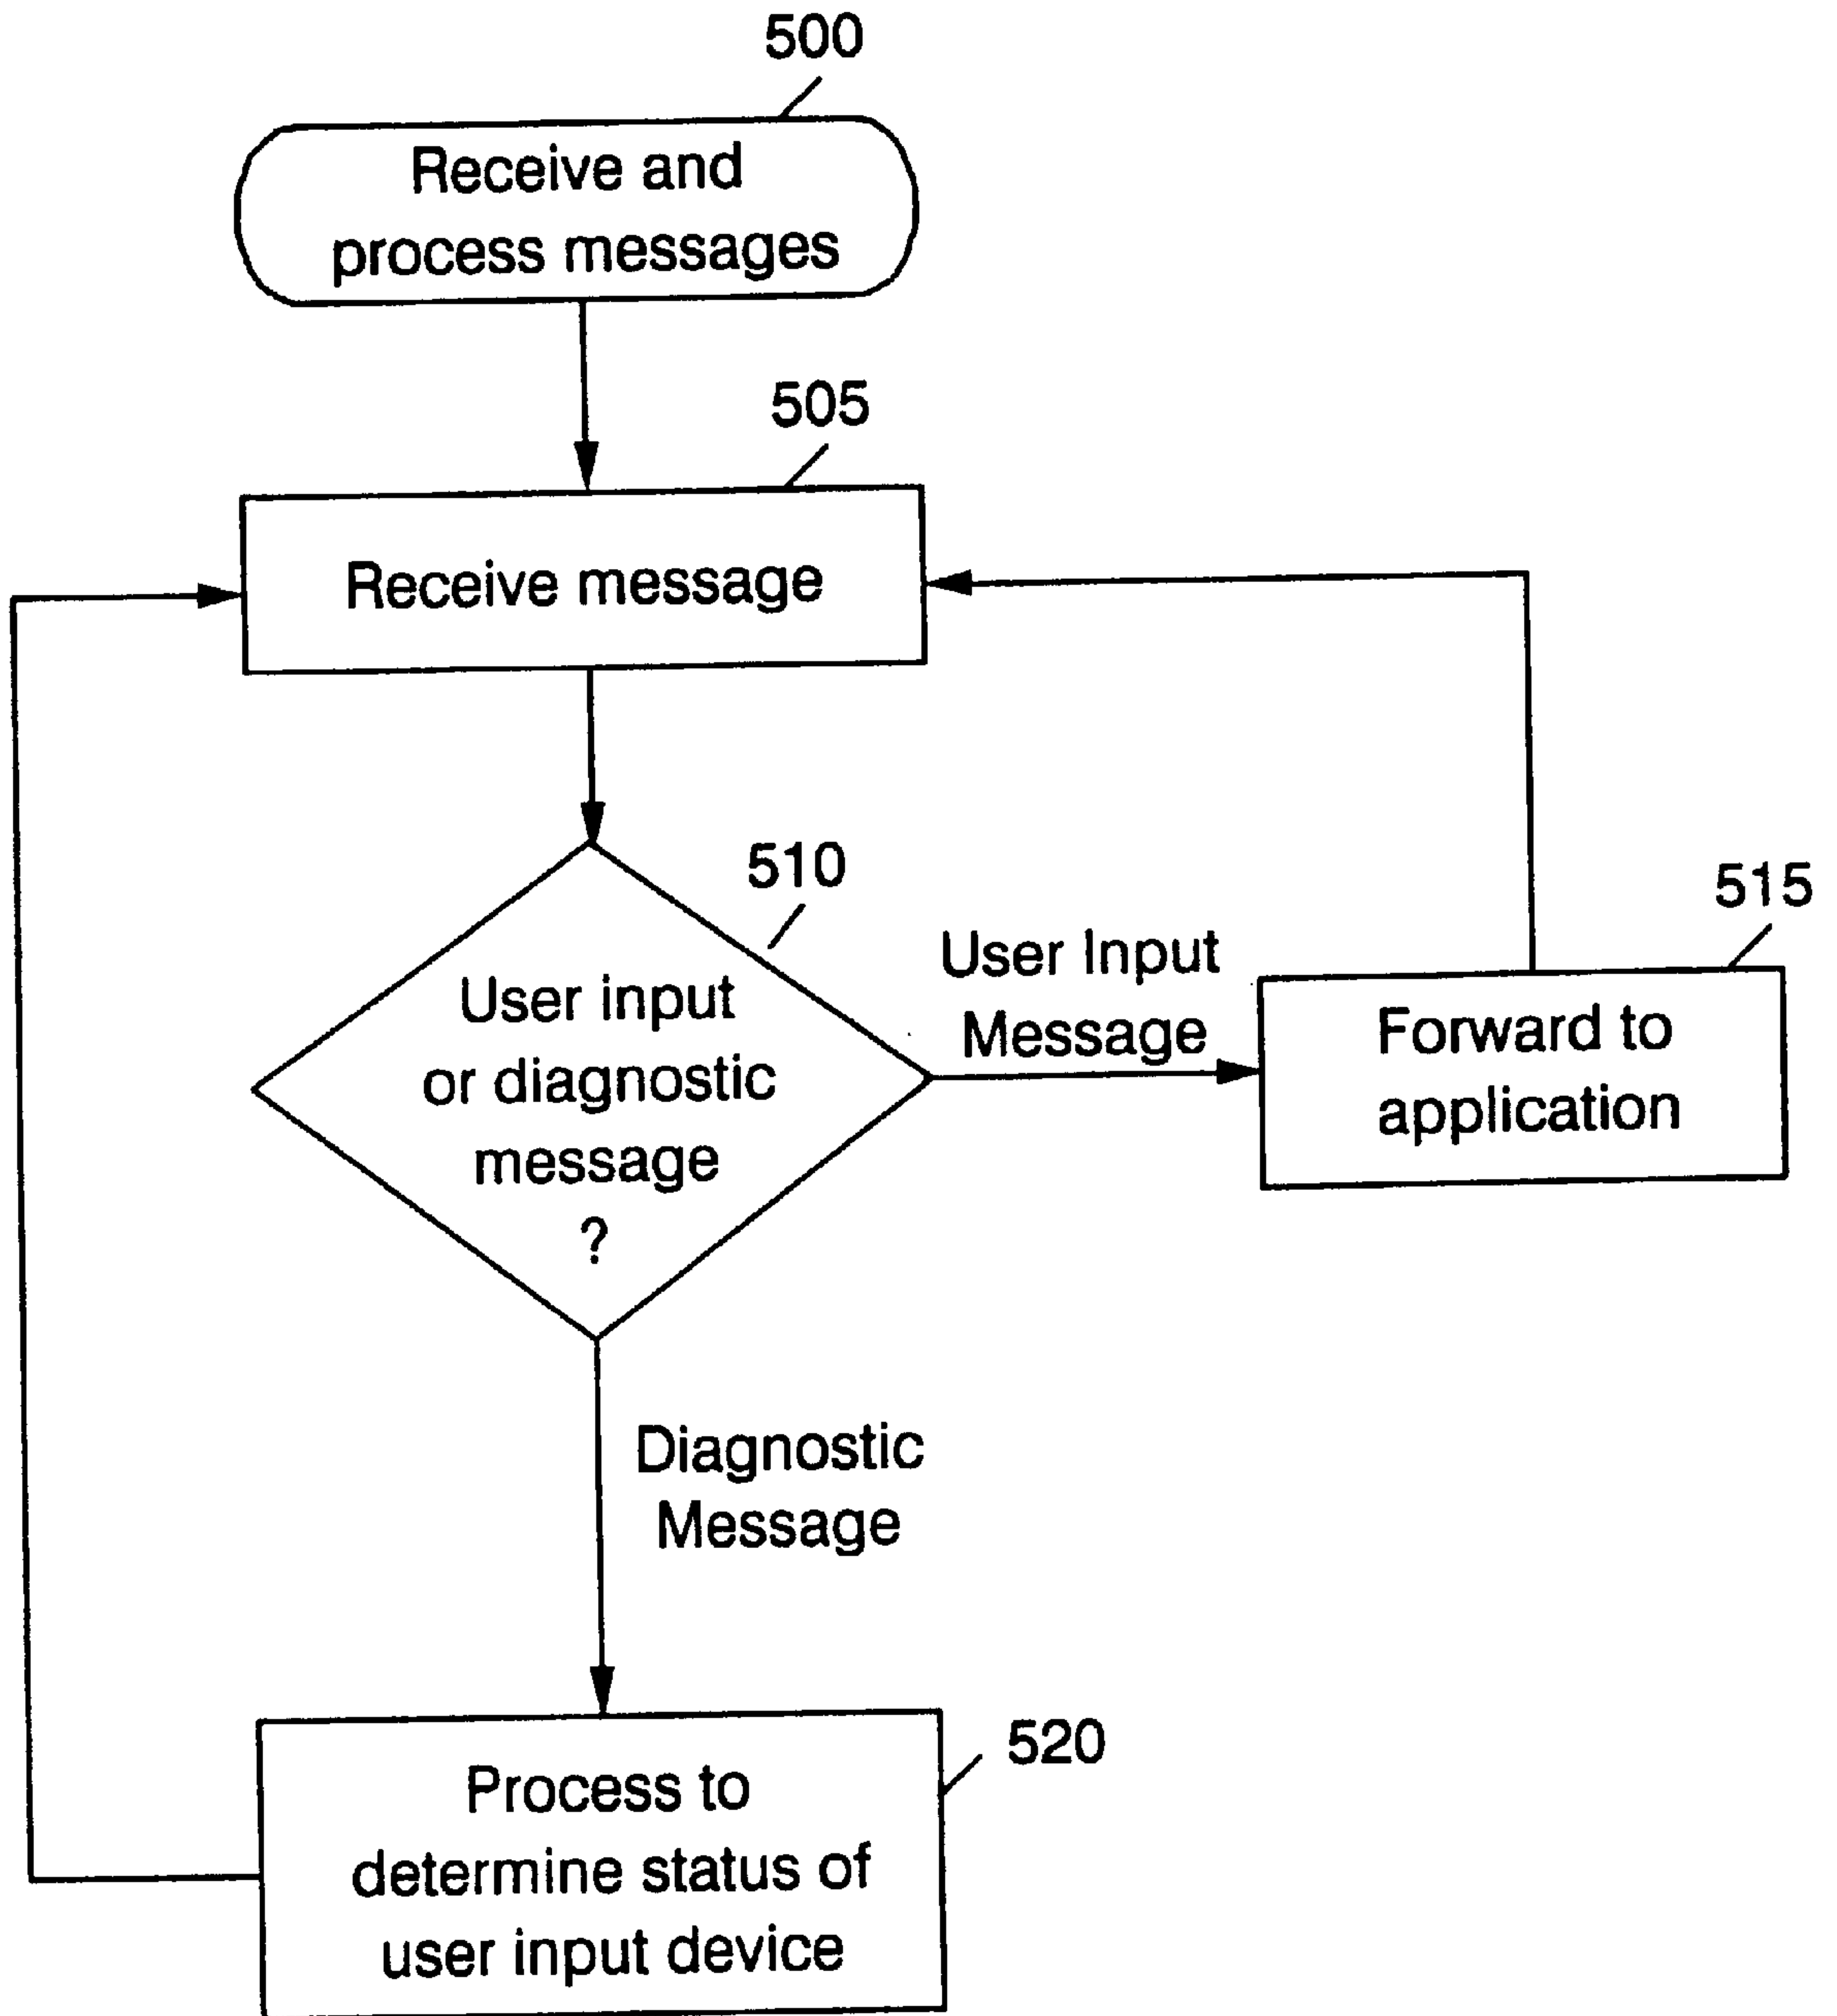 500
Receive and
process messages
505
Receive message
510
User input
or diagnostic
message
?
User Input
Message
515
Forward to
application
Diagnostic
Message
520
Process to
determine status of
user input device